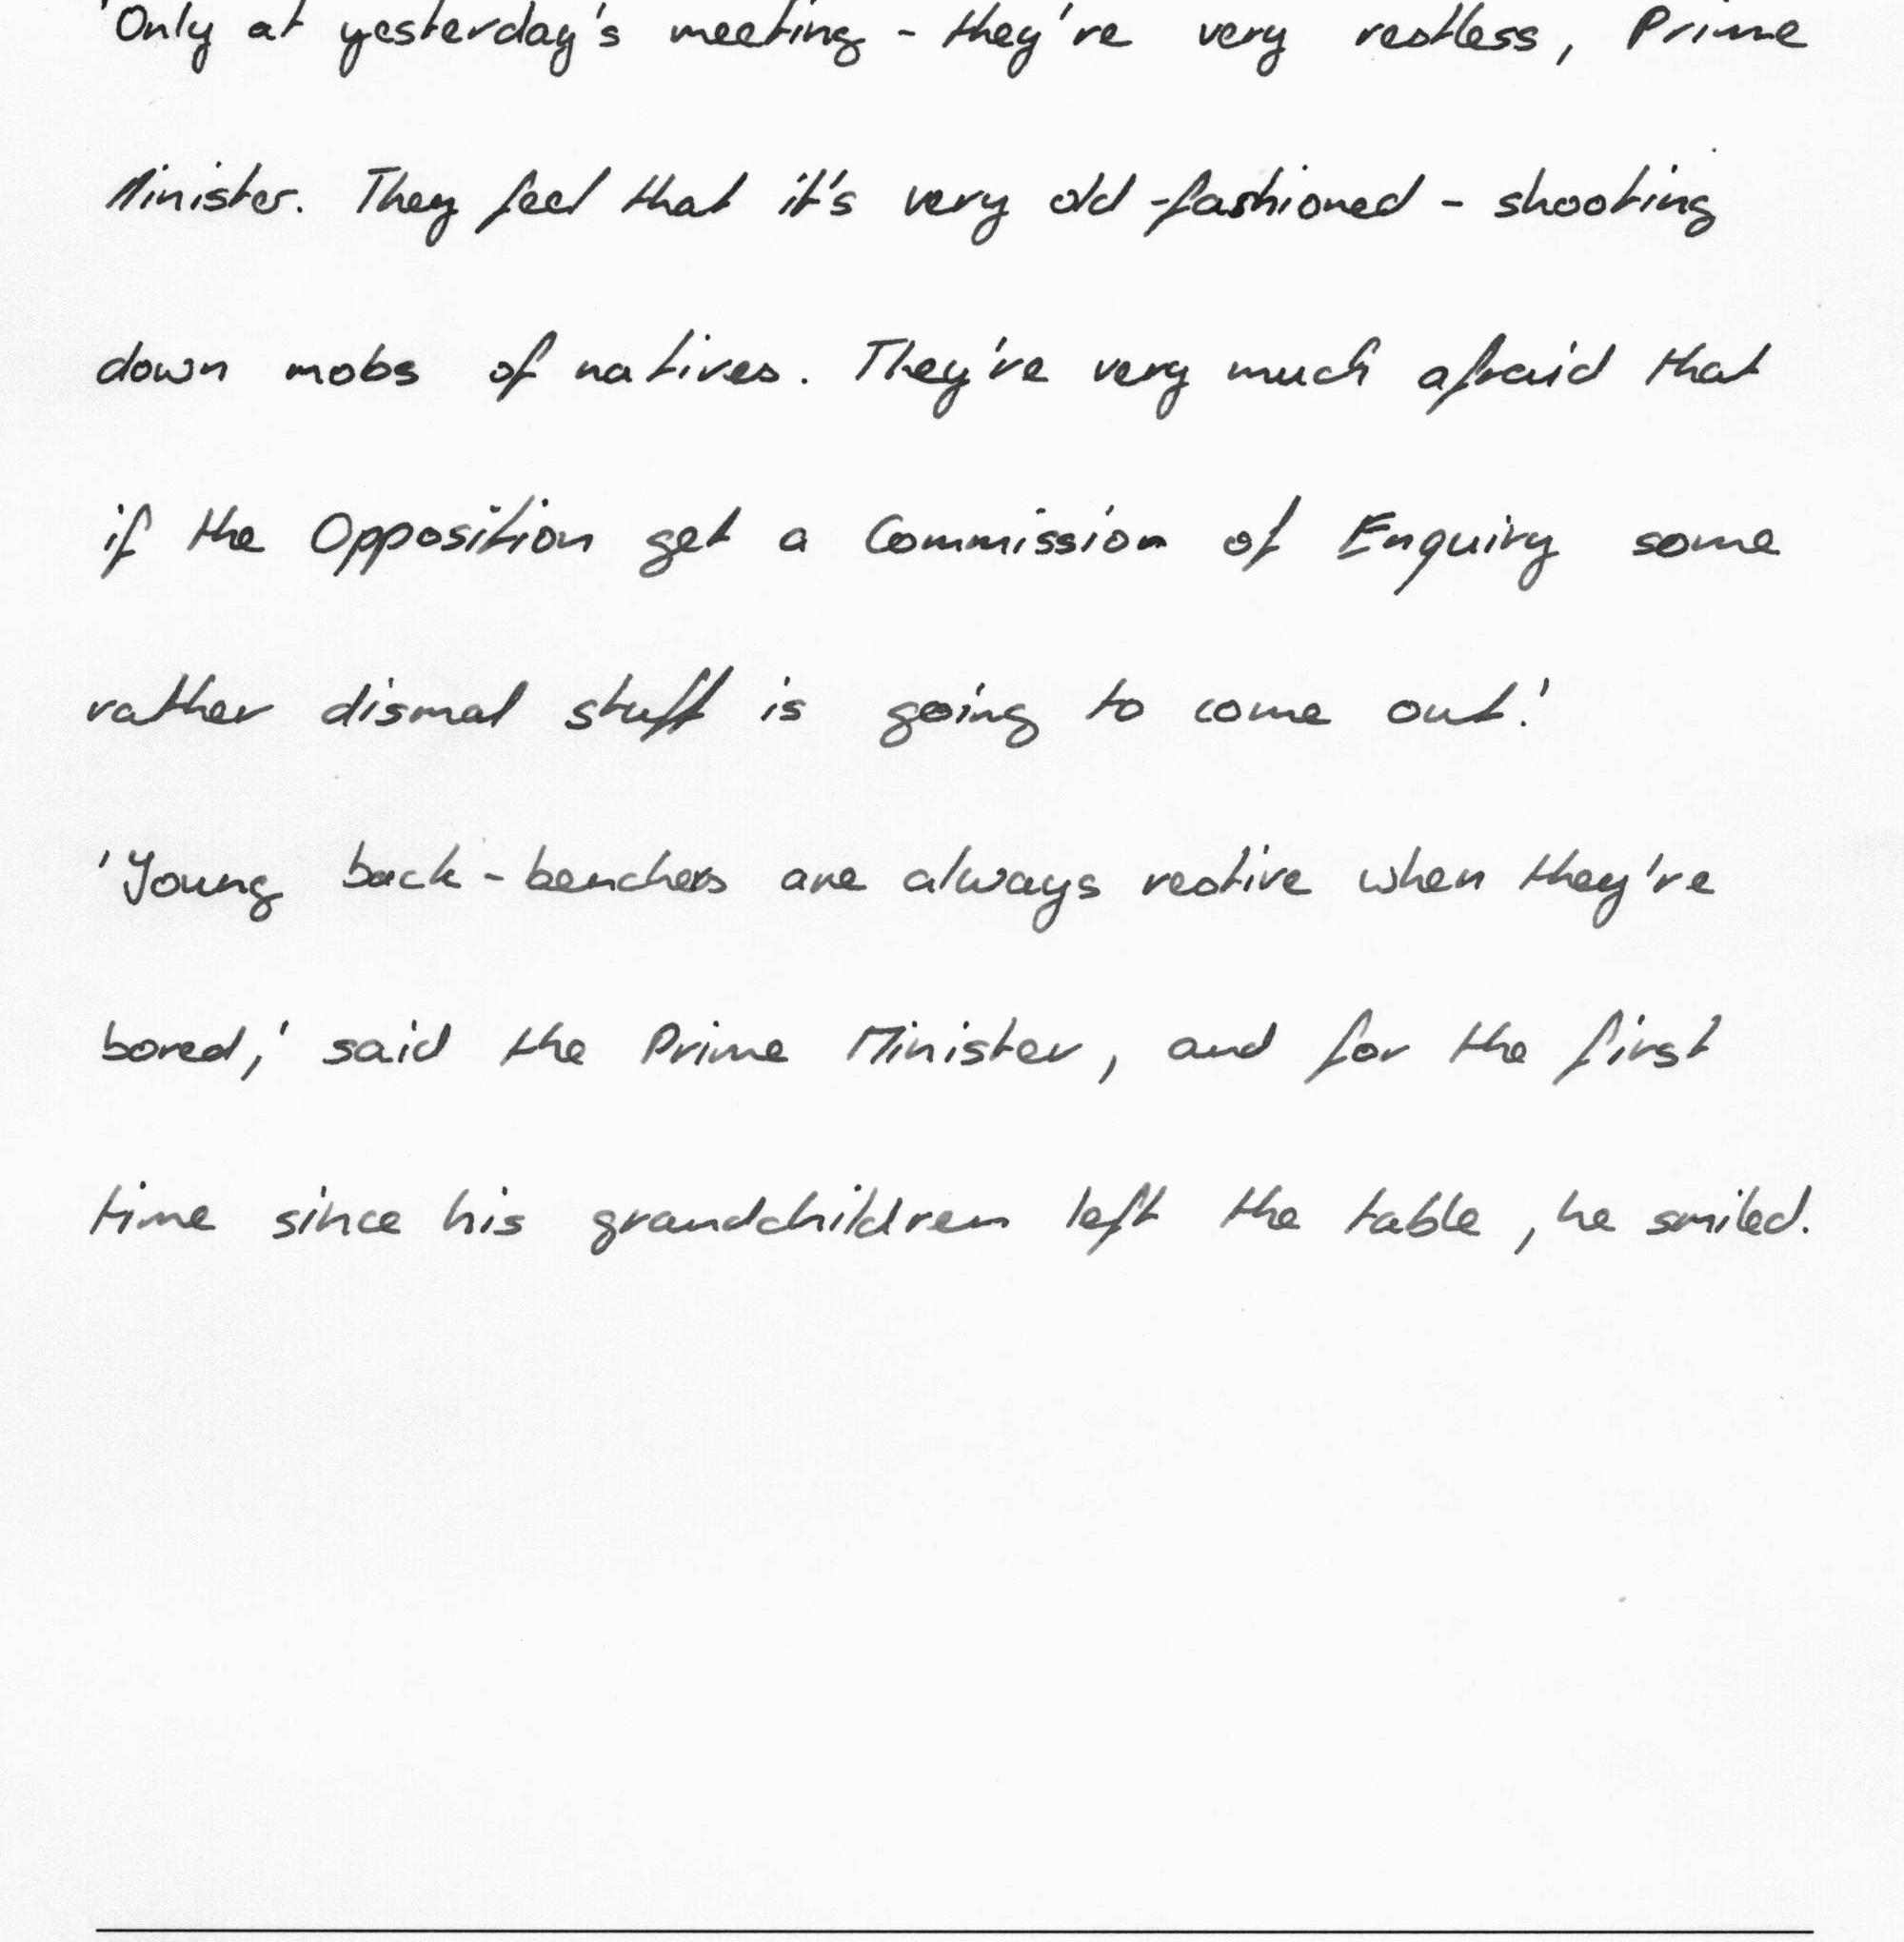 'Only at yesterday's meeting - they're very restless, Prime
Minister. They feel that it's very old-fashioned - shooting
down mobs of natives. They're very much afraid that
if the Opposition get a Commission of Enquiry some
rather dismal stuff is going to come out.'
'Young back-benchers are always restive when they're
bored,' said the Prime Minister, and for the first
time since his grandchildren left the table, he smiled.